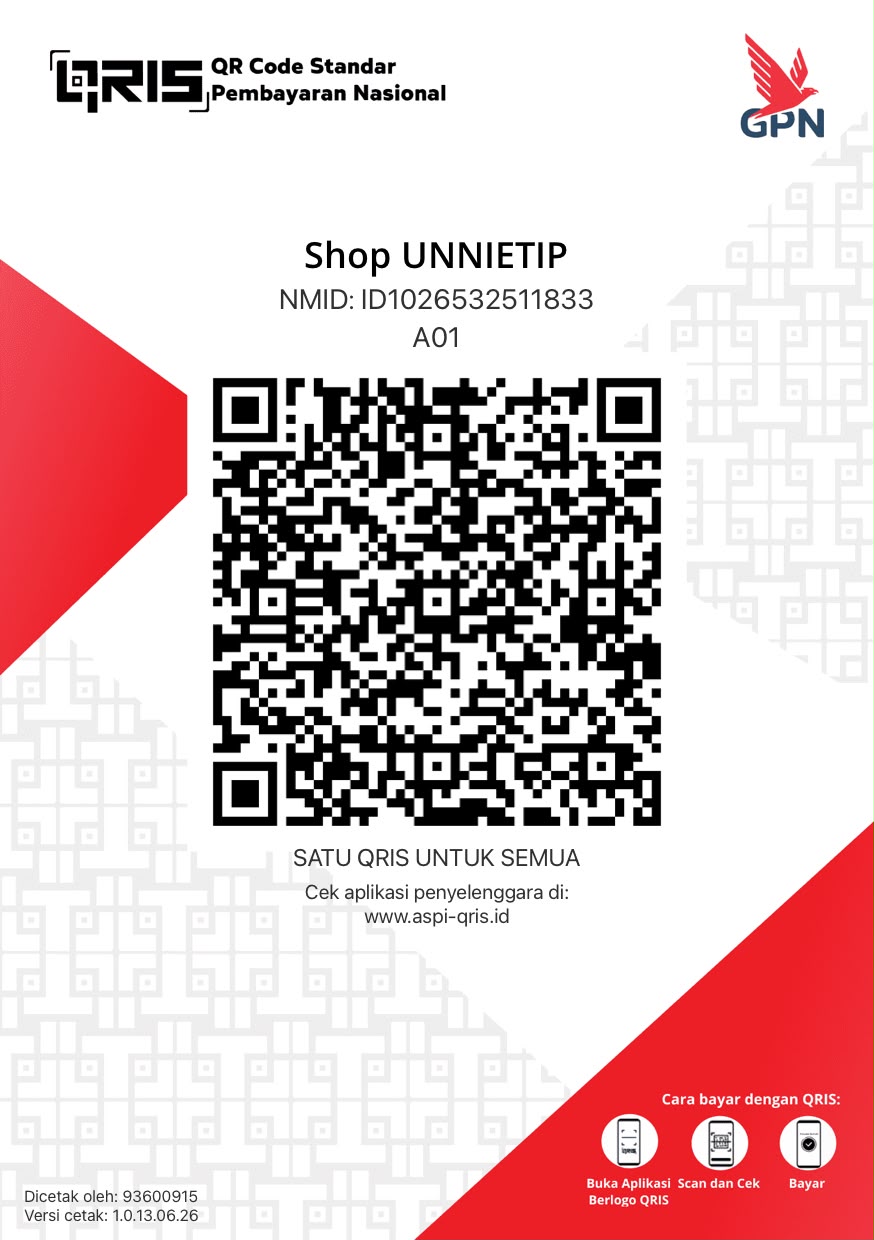 QRIS
QR Code Standar
Pembayaran Nasional
GPN
Shop UNNIETIP
NMID: ID1026532511833
A01
SATU QRIS UNTUK SEMUA
Cek aplikasi penyelenggara di:
www.aspi-qris.id
Cara bayar dengan QRIS:
Buka Aplikasi
Berlogo QRIS
Scan dan Cek
Bayar
Dicetak oleh: 93600915
Versi cetak: 1.0.13.06.26